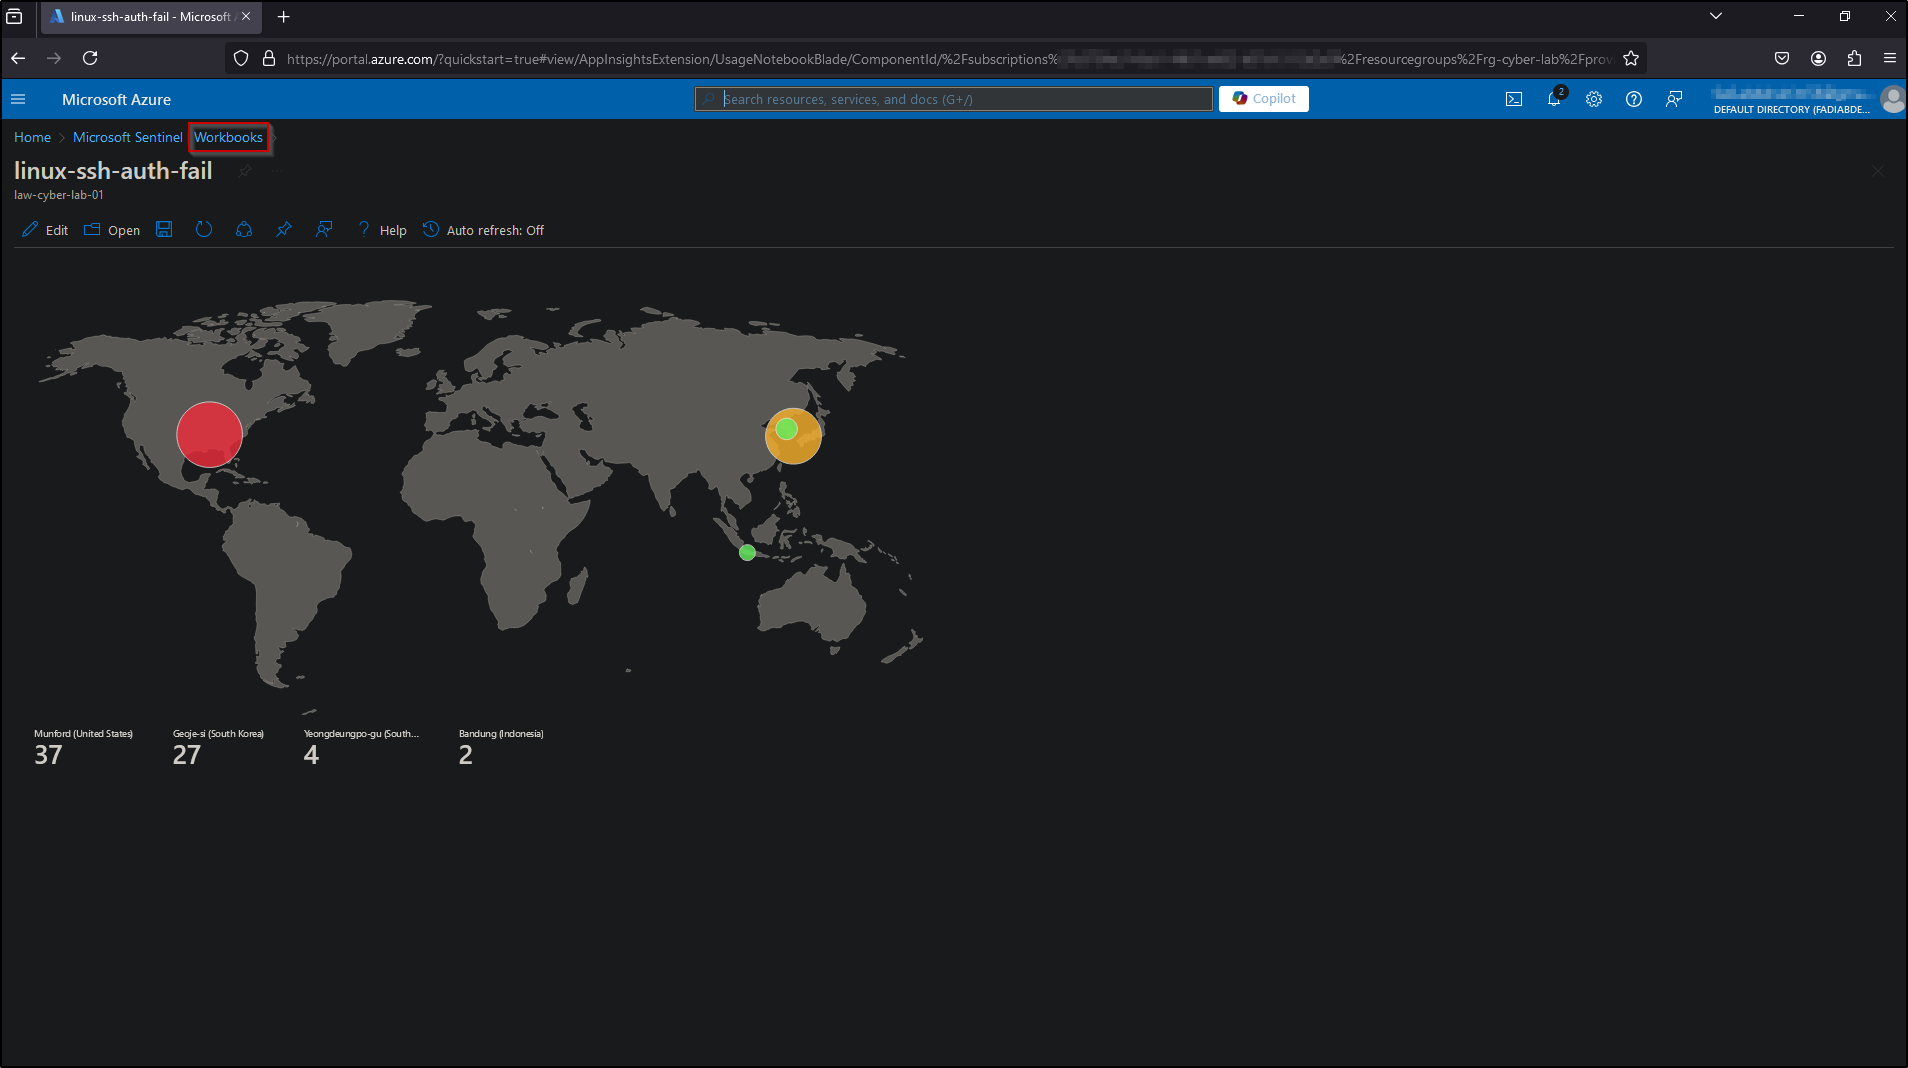 linux-ssh-auth-fail - Microsoft
https://portal.azure.com/?quickstart=true#view/AppInsightsExtension/UsageNotebookBlade/ComponentId/%2Fsubscriptions% %2Fresourcegroups%2Frg-cyber-lab%2Fprov
Microsoft Azure
Search resources, services, and docs (G+/)
Copilot
2
DEFAULT DIRECTORY (FADIABDE...
Home > Microsoft Sentinel Workbooks >
linux-ssh-auth-fail
law-cyber-lab-01
Edit Open Help Auto refresh: Off
Munford (United States) Geoje-si (South Korea) Yeongdeungpo-gu (South... Bandung (Indonesia)
37 27 4 2